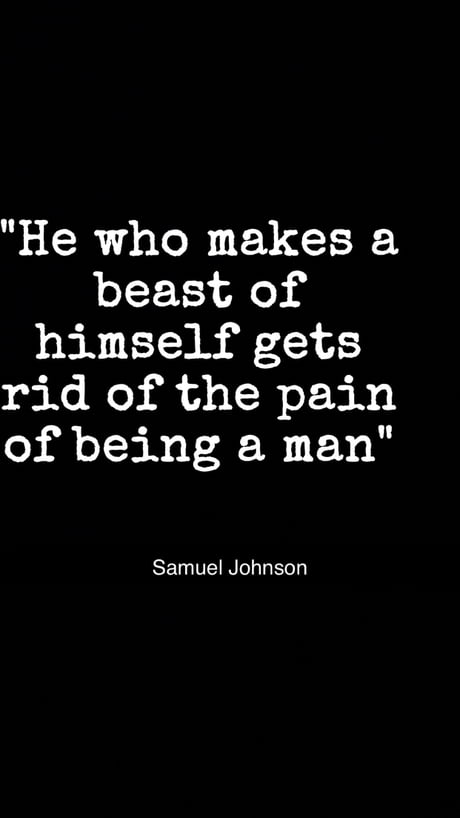 "He who makes a
beast of
himself gets
rid of the pain
of being a man"
Samuel Johnson